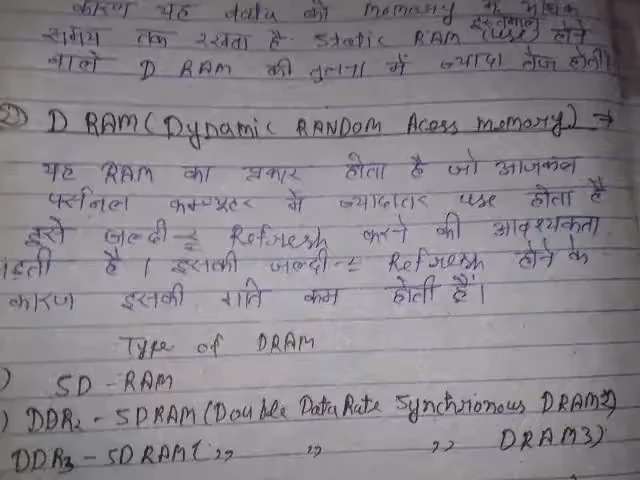 कारण यह data को memory में अधिक
समय तक रखता है Static RAM इस्तेमाल (use) होने
वाले D RAM की तुलना में ज्यादा तेज होती।
2) D RAM (Dynamic RANDOM Acess memory) →
यह RAM का प्रकार होता है जो आजकल
पर्सनल कम्प्युटर में ज्यादातर use होता है
इसे जल्दी-2 Refresh करने की आवश्यकता
पड़ती है। इसकी जल्दी-2 Refresh होने के
कारण इसकी गति कम होती है।
Type of DRAM
) SD-RAM
) DDR2-SDRAM (Double Data Rate Synchrionous DRAM2)
DDR3-SDRAM (,, ,, ,, DRAM3)